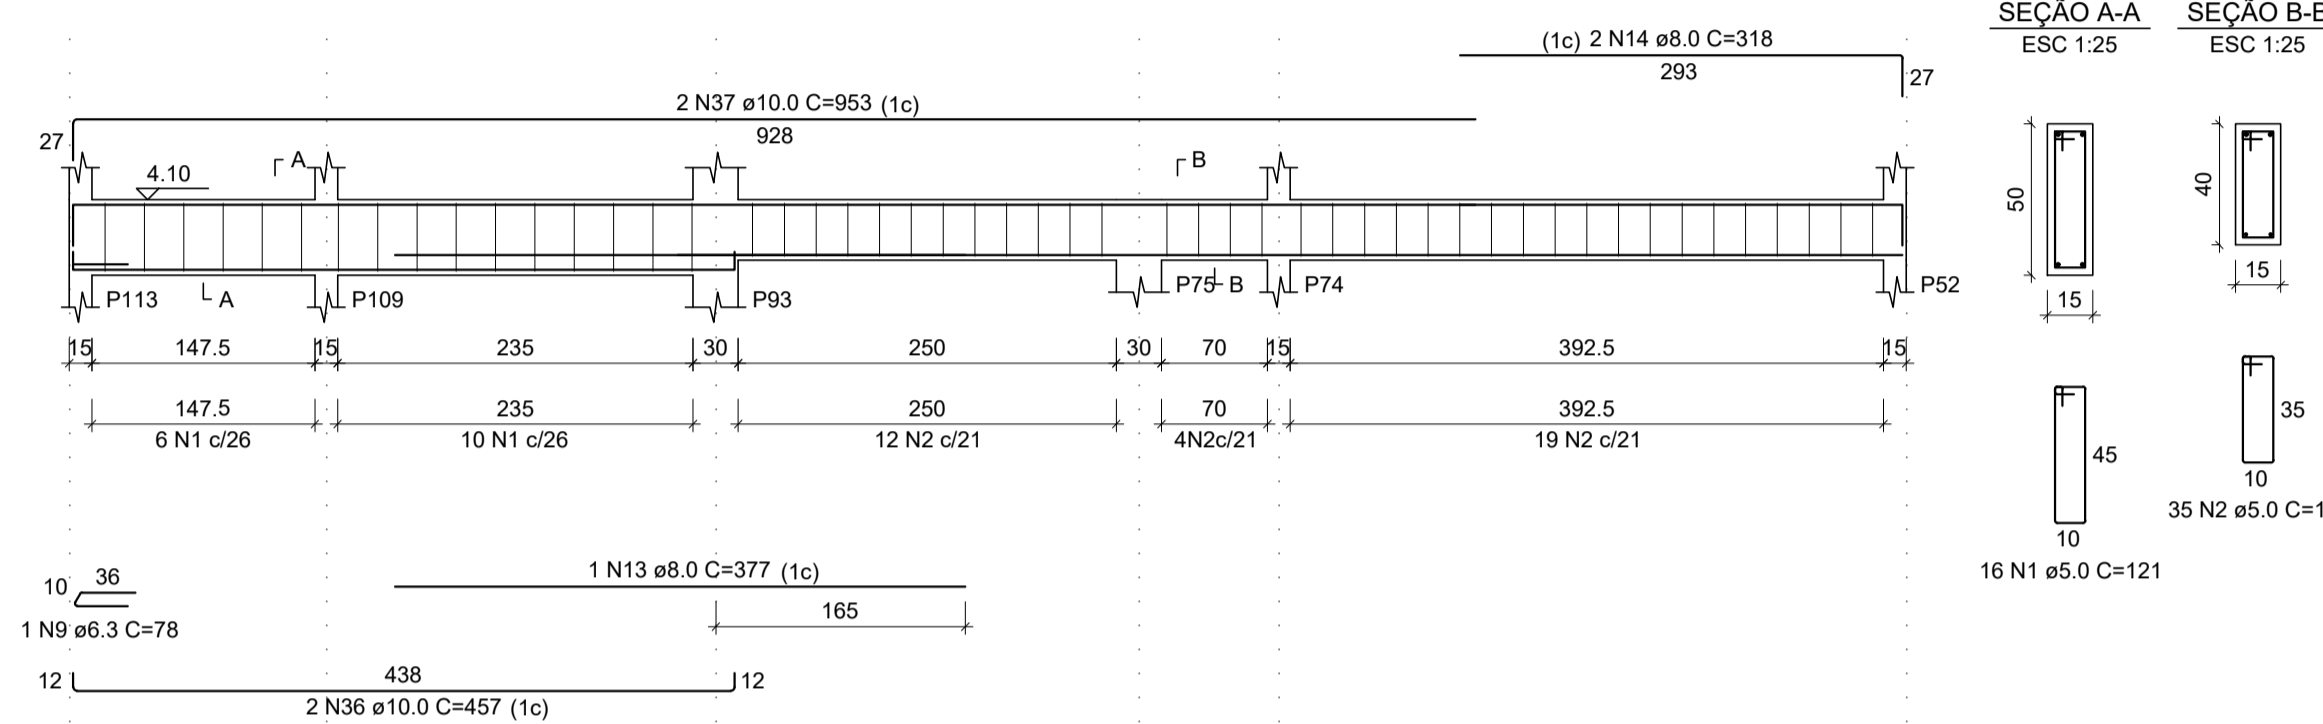 SEÇÃO A-A
ESC 1:25
SEÇÃO B-B
ESC 1:25
(1c) 2 N14 ø8.0 C=318
293
27
2 N37 ø10.0 C=953 (1c)
928
27
A
B
4.10
50
15
40
15
P113
A
P109
P93
P75
B
P74
P52
15 147.5 15 235 30 250 30 70 15 392.5 15
147.5 235 250 70 392.5
6 N1 c/26 10 N1 c/26 12 N2 c/21 4N2c/21 19 N2 c/21
45
10
16 N1 ø5.0 C=121
35
10
35 N2 ø5.0 C=1
10 36
1 N9 ø6.3 C=78
1 N13 ø8.0 C=377 (1c)
165
12 438 12
2 N36 ø10.0 C=457 (1c)